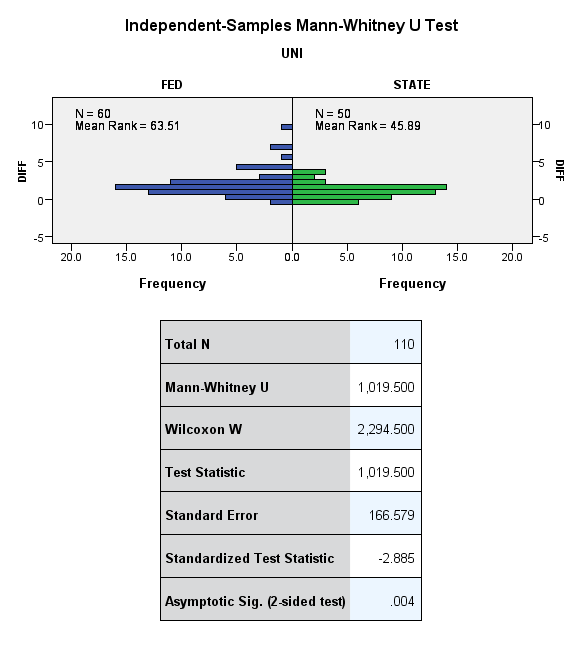 Independent-Samples Mann-Whitney U Test
UNI
FED STATE
N = 60 N = 50
Mean Rank = 63.51 Mean Rank = 45.89
10 10
5 5
DIFF DIFF
0 0
-5 -5
20.0 15.0 10.0 5.0 0.0 0.0 5.0 10.0 15.0 20.0
Frequency Frequency
Total N 110
Mann-Whitney U 1,019.500
Wilcoxon W 2,294.500
Test Statistic 1,019.500
Standard Error 166.579
Standardized Test Statistic -2.885
Asymptotic Sig. (2-sided test) .004